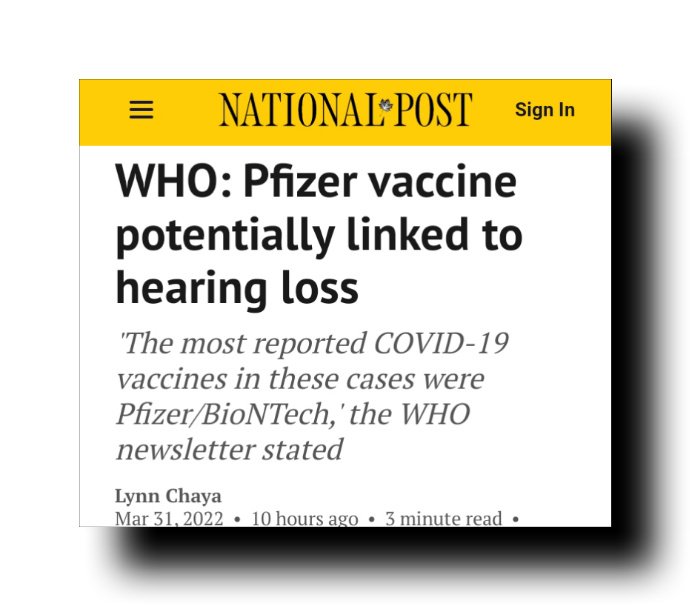 NATIONAL POST
Sign In
WHO: Pfizer vaccine
potentially linked to
hearing loss
'The most reported COVID-19
vaccines in these cases were
Pfizer/BioNTech,' the WHO
newsletter stated
Lynn Chaya
Mar 31, 2022 • 10 hours ago • 3 minute read •